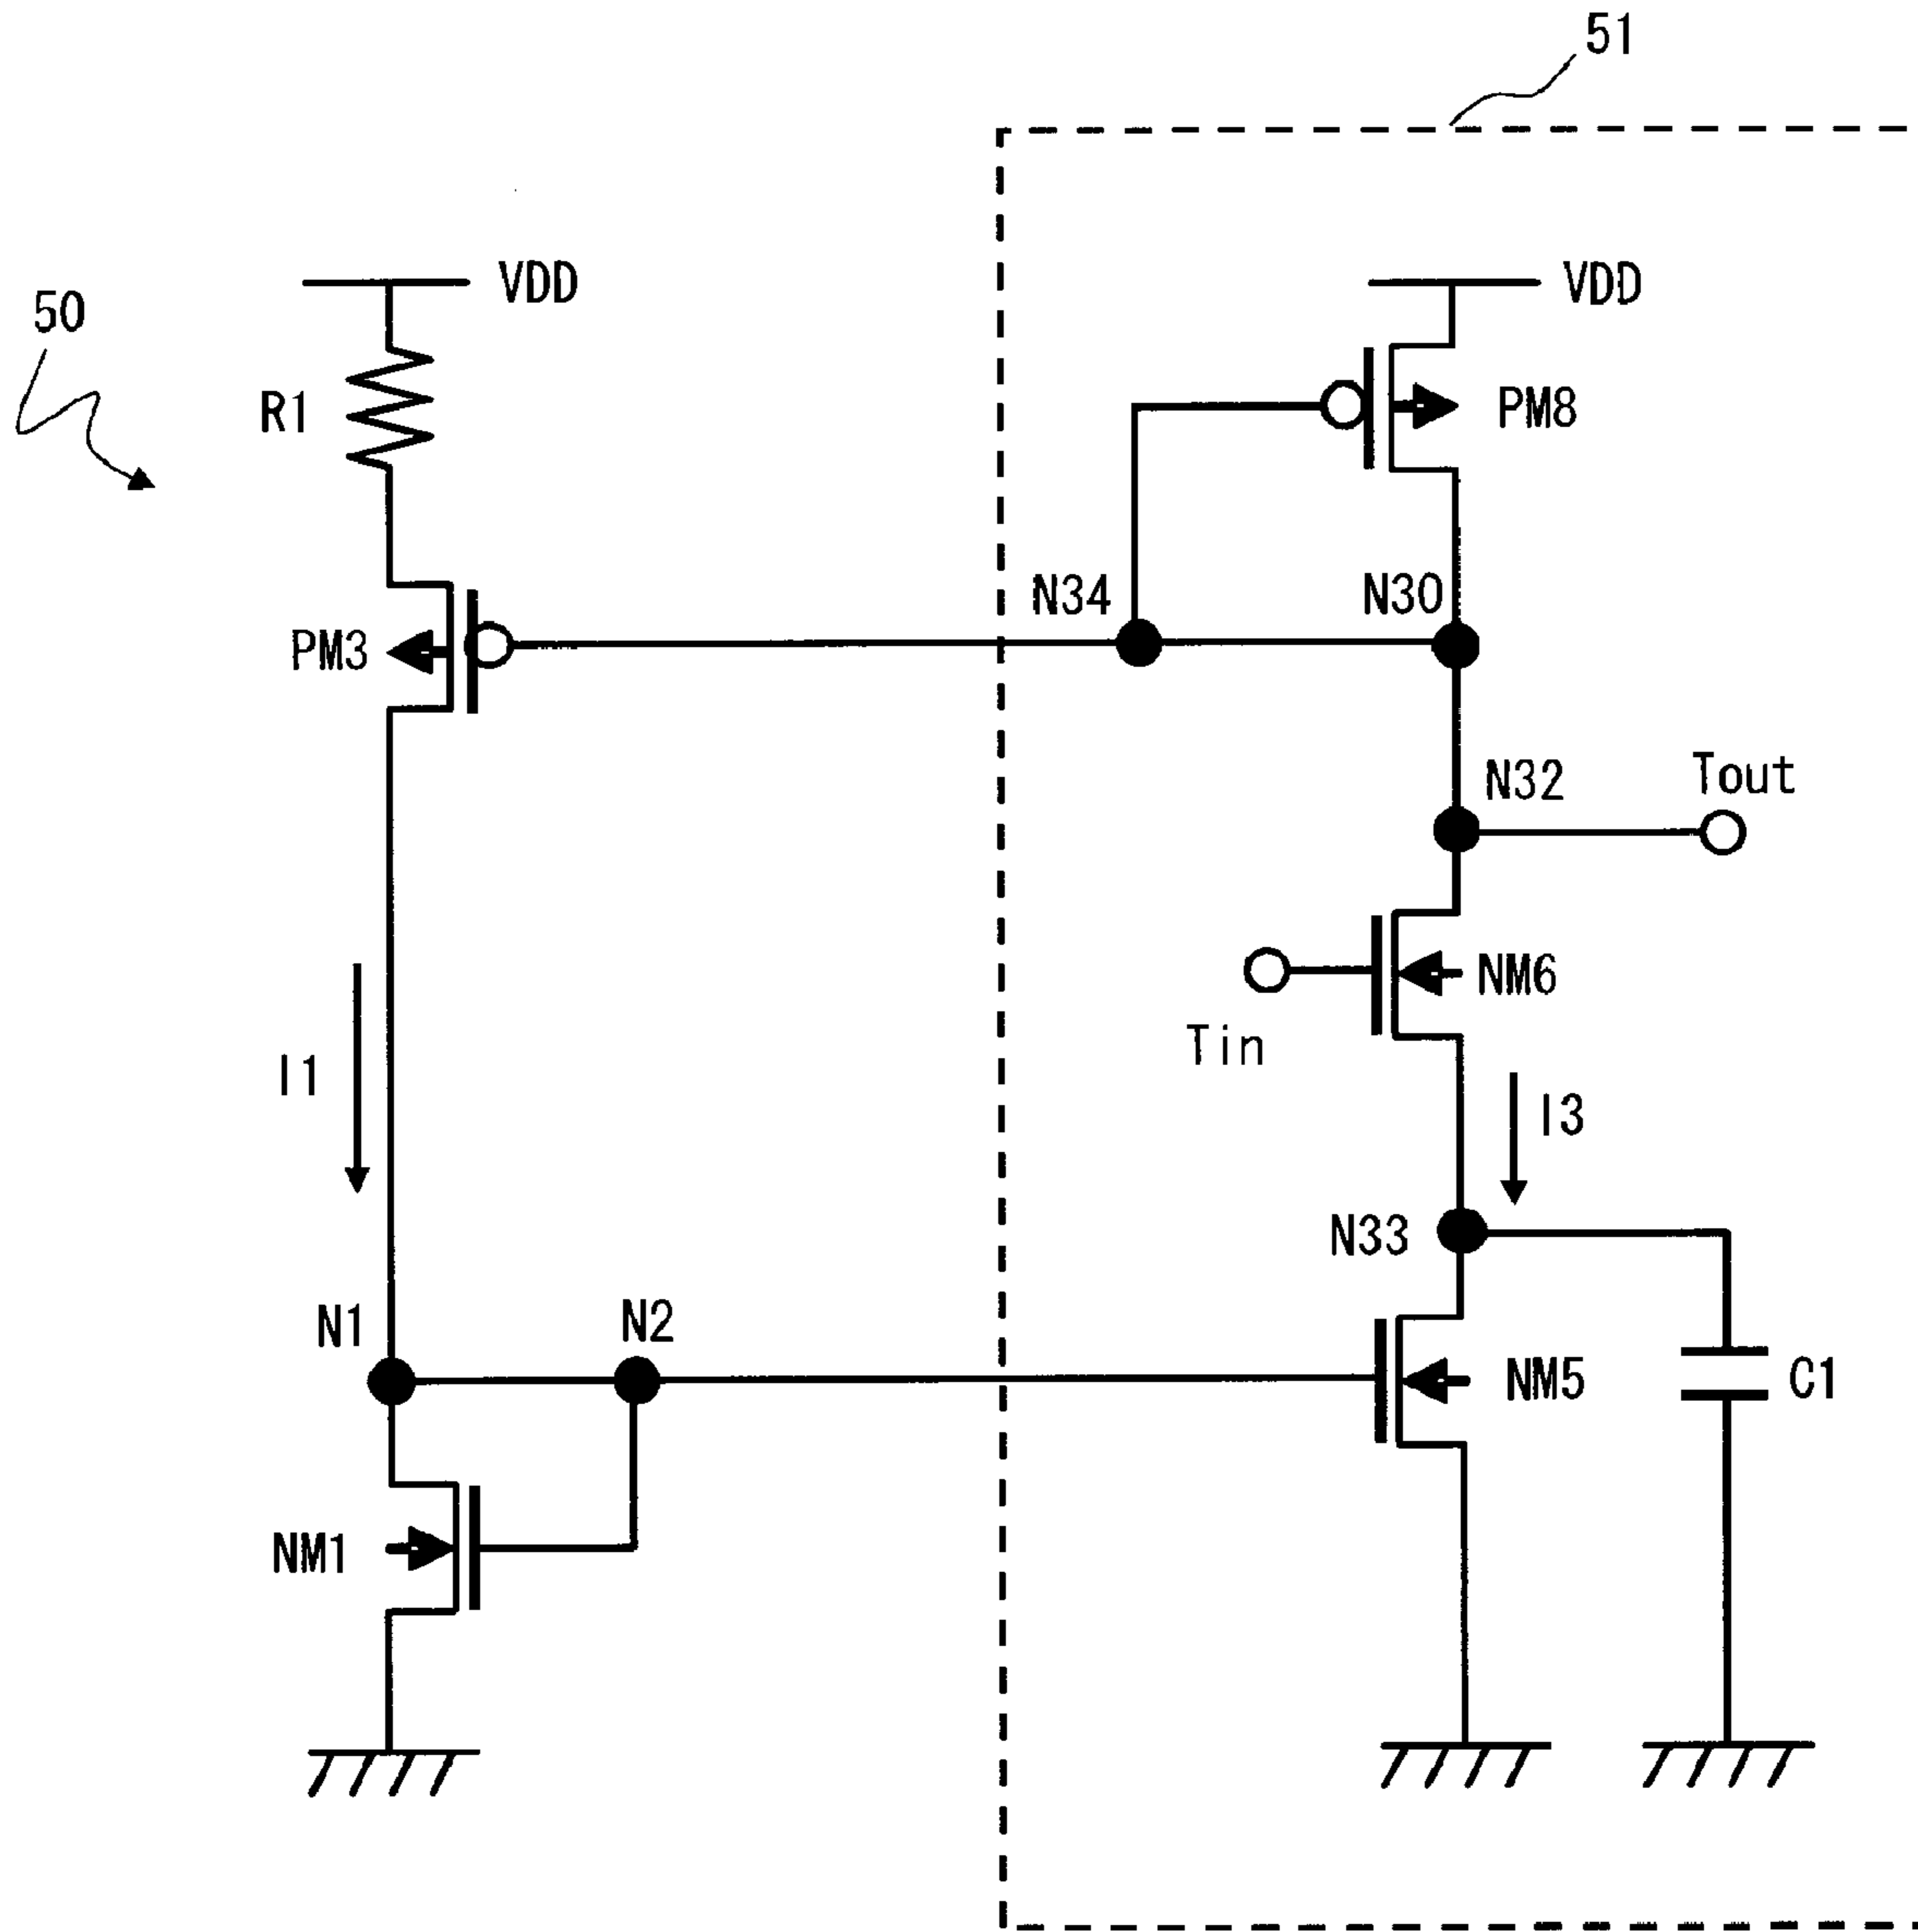 51
50
VDD
VDD
R1
PM8
N34
N30
PM3
N32
Tout
NM6
Tin
I1
I3
N33
N1
N2
NM5
C1
NM1